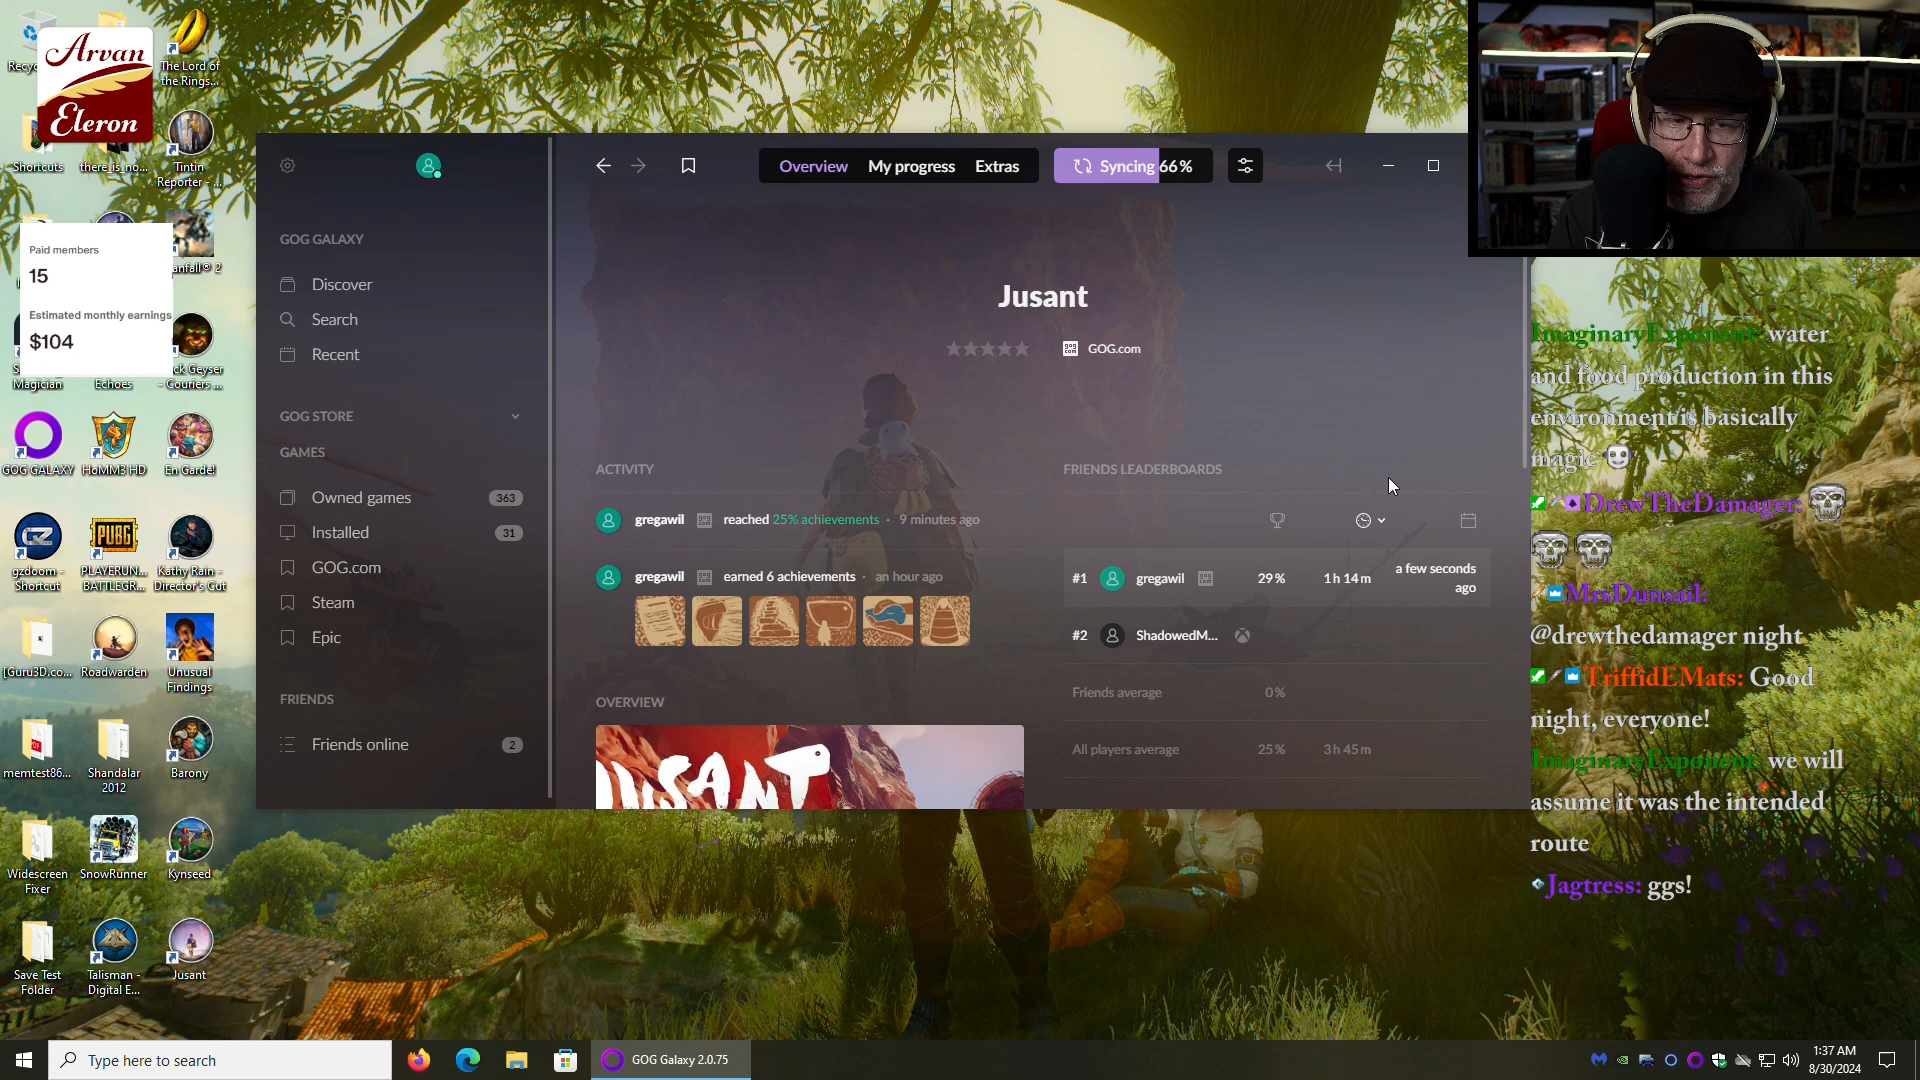 Arvan
Eleron
The Lord of the Rings...
Shortcuts
there_is_no...
Tintin Reporter - ...
Paid members
15
Estimated monthly earnings
$104
Magician
Echoes
- Couriers ...
GOG GALAXY
HoMM3 HD
En Garde!
gzdoom - Shortcut
PLAYERUN... BATTLEGR...
Kathy Rain - Director's Cut
[Guru3D.co...
Roadwarden
Unusual Findings
memtest86...
Shandalar 2012
Barony
Widescreen Fixer
SnowRunner
Kynseed
Save Test Folder
Talisman - Digital E...
Jusant
GOG GALAXY
Discover
Search
Recent
GOG STORE
GAMES
Owned games 363
Installed 31
GOG.com
Steam
Epic
FRIENDS
Friends online 2
Overview My progress Extras
Syncing 66%
Jusant
GOG.com
ACTIVITY
gregawil reached 25% achievements · 9 minutes ago
gregawil earned 6 achievements · an hour ago
OVERVIEW
JUSANT
FRIENDS LEADERBOARDS
#1 gregawil 29% 1h 14m a few seconds ago
#2 ShadowedM...
Friends average 0%
All players average 25% 3h 45m
ImaginaryExponent: water
and food production in this
environment is basically
magic
DrewTheDamager:
MrsDunsail:
@drewthedamager night
TriffidEMats: Good
night, everyone!
ImaginaryExponent: we will
assume it was the intended
route
Jagtress: ggs!
Type here to search
GOG Galaxy 2.0.75
1:37 AM
8/30/2024